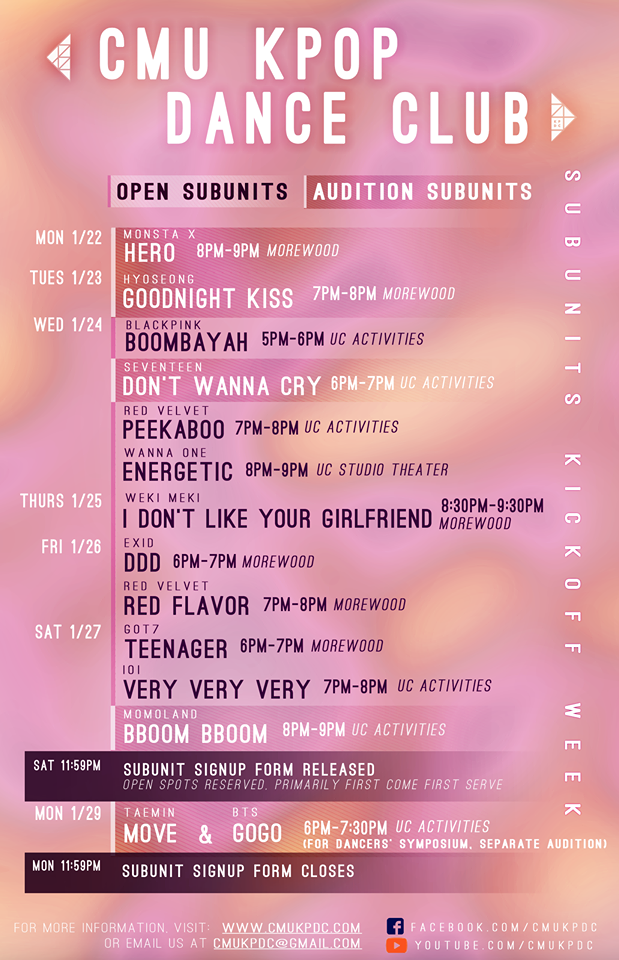 CMU KPOP
DANCE CLUB
OPEN SUBUNITS AUDITION SUBUNITS
SUBUNITS KICKOFF WEEK
MON 1/22
MONSTA X
HERO 8PM-9PM MOREWOOD
TUES 1/23
HYOSEONG
GOODNIGHT KISS 7PM-8PM MOREWOOD
WED 1/24
BLACKPINK
BOOMBAYAH 5PM-6PM UC ACTIVITIES
SEVENTEEN
DON'T WANNA CRY 6PM-7PM UC ACTIVITIES
RED VELVET
PEEKABOO 7PM-8PM UC ACTIVITIES
WANNA ONE
ENERGETIC 8PM-9PM UC STUDIO THEATER
THURS 1/25
WEKI MEKI
I DON'T LIKE YOUR GIRLFRIEND 8:30PM-9:30PM
MOREWOOD
FRI 1/26
EXID
DDD 6PM-7PM MOREWOOD
RED VELVET
RED FLAVOR 7PM-8PM MOREWOOD
SAT 1/27
GOT7
TEENAGER 6PM-7PM MOREWOOD
IOI
VERY VERY VERY 7PM-8PM UC ACTIVITIES
MOMOLAND
BBOOM BBOOM 8PM-9PM UC ACTIVITIES
SAT 11:59PM SUBUNIT SIGNUP FORM RELEASED
OPEN SPOTS RESERVED, PRIMARILY FIRST COME FIRST SERVE
MON 1/29
TAEMIN BTS
MOVE & GOGO 6PM-7:30PM UC ACTIVITIES
(FOR DANCERS' SYMPOSIUM, SEPARATE AUDITION)
MON 11:59PM SUBUNIT SIGNUP FORM CLOSES
FOR MORE INFORMATION, VISIT: WWW.CMUKPDC.COM
OR EMAIL US AT CMUKPDC@GMAIL.COM
FACEBOOK.COM/CMUKPDC
YOUTUBE.COM/CMUKPDC